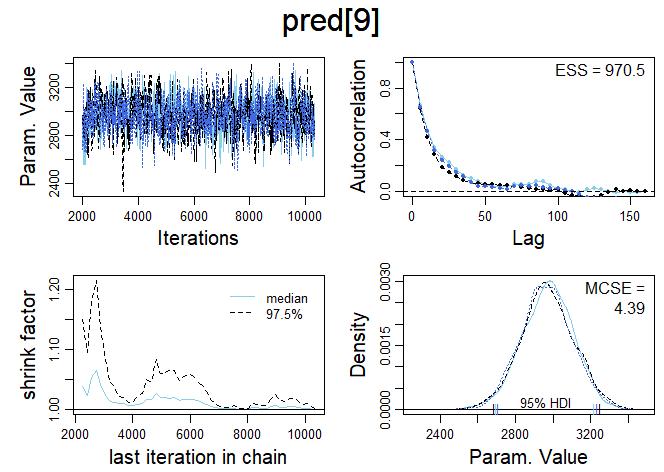 pred[9]
Param. Value
2400 2800 3200
2000 4000 6000 8000 10000
Iterations
Autocorrelation
0.0 0.4 0.8
ESS = 970.5
0 50 100 150
Lag
shrink factor
1.00 1.10 1.20
median
97.5%
2000 4000 6000 8000 10000
last iteration in chain
Density
0.0000 0.0015 0.0030
MCSE =
4.39
95% HDI
2400 2800 3200
Param. Value